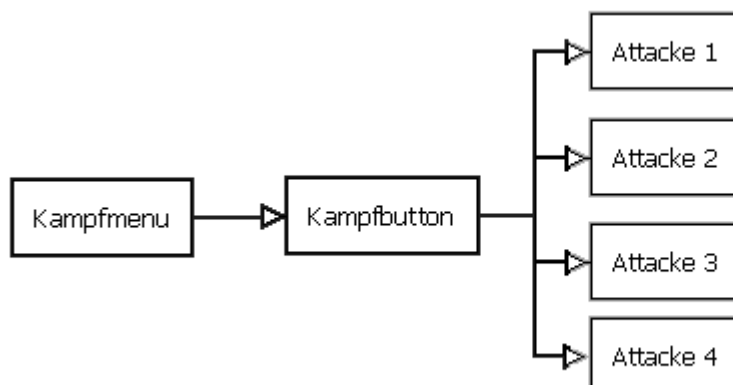 Kampfmenu
Kampfbutton
Attacke 1
Attacke 2
Attacke 3
Attacke 4